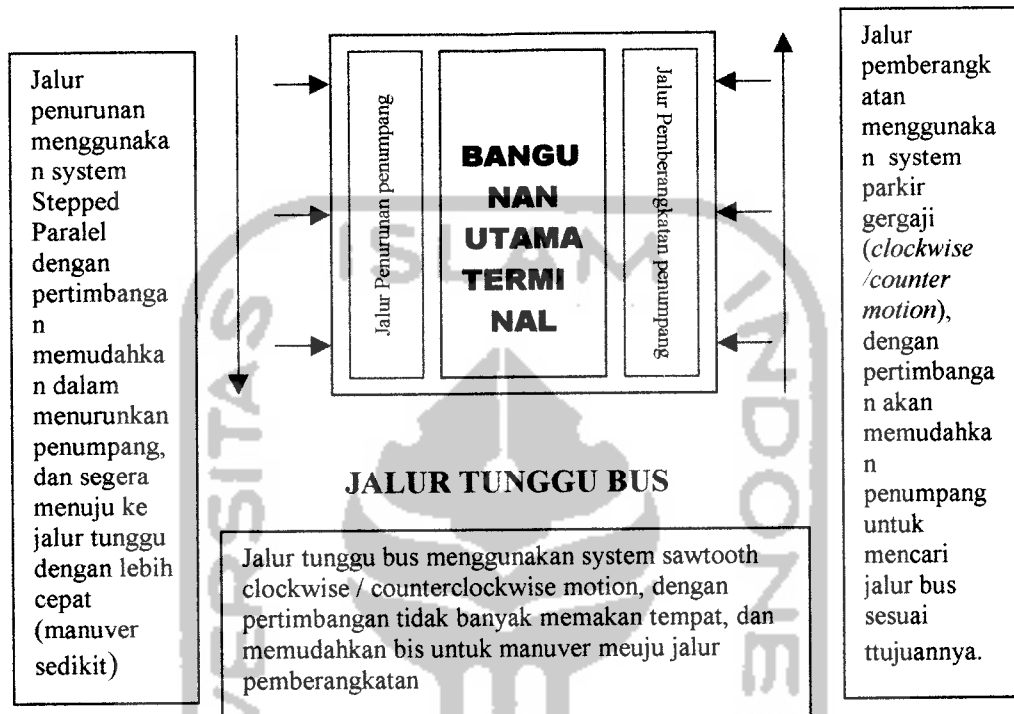 Jalur
penurunan
menggunaka
n system
Stepped
Paralel
dengan
pertimbanga
n
memudahka
n dalam
menurunkan
penumpang,
dan segera
menuju ke
jalur tunggu
dengan lebih
cepat
(manuver
sedikit)
Jalur Penurunan penumpang
BANGU
NAN
UTAMA
TERMI
NAL
Jalur Pemberangkatan penumpang
Jalur
pemberangk
atan
menggunaka
n system
parkir
gergaji
(clockwise
/counter
motion),
dengan
pertimbanga
n akan
memudahka
n
penumpang
untuk
mencari
jalur bus
sesuai
ttujuannya.
JALUR TUNGGU BUS
Jalur tunggu bus menggunakan system sawtooth
clockwise / counterclockwise motion, dengan
pertimbangan tidak banyak memakan tempat, dan
memudahkan bis untuk manuver meuju jalur
pemberangkatan
ISLAM